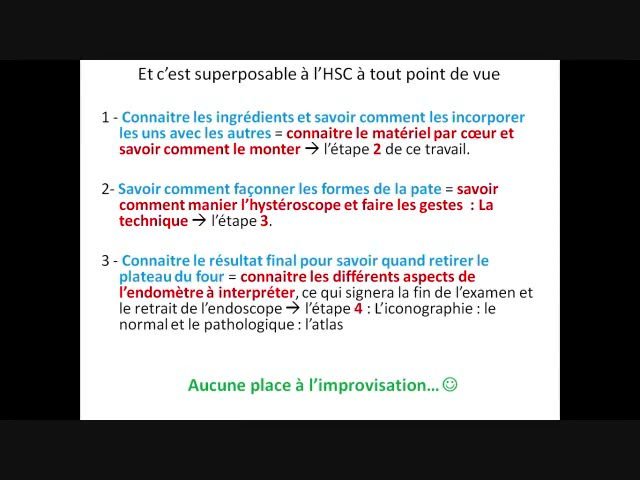 Et c'est superposable à l'HSC à tout point de vue
1 - Connaitre les ingrédients et savoir comment les incorporer
les uns avec les autres = connaitre le matériel par cœur et
savoir comment le monter → l'étape 2 de ce travail.
2- Savoir comment façonner les formes de la pate = savoir
comment manier l'hystéroscope et faire les gestes : La
technique → l'étape 3.
3 - Connaitre le résultat final pour savoir quand retirer le
plateau du four = connaitre les différents aspects de
l'endomètre à interpréter, ce qui signera la fin de l'examen et
le retrait de l'endoscope → l'étape 4 : L'iconographie : le
normal et le pathologique : l'atlas
Aucune place à l'improvisation... ☺